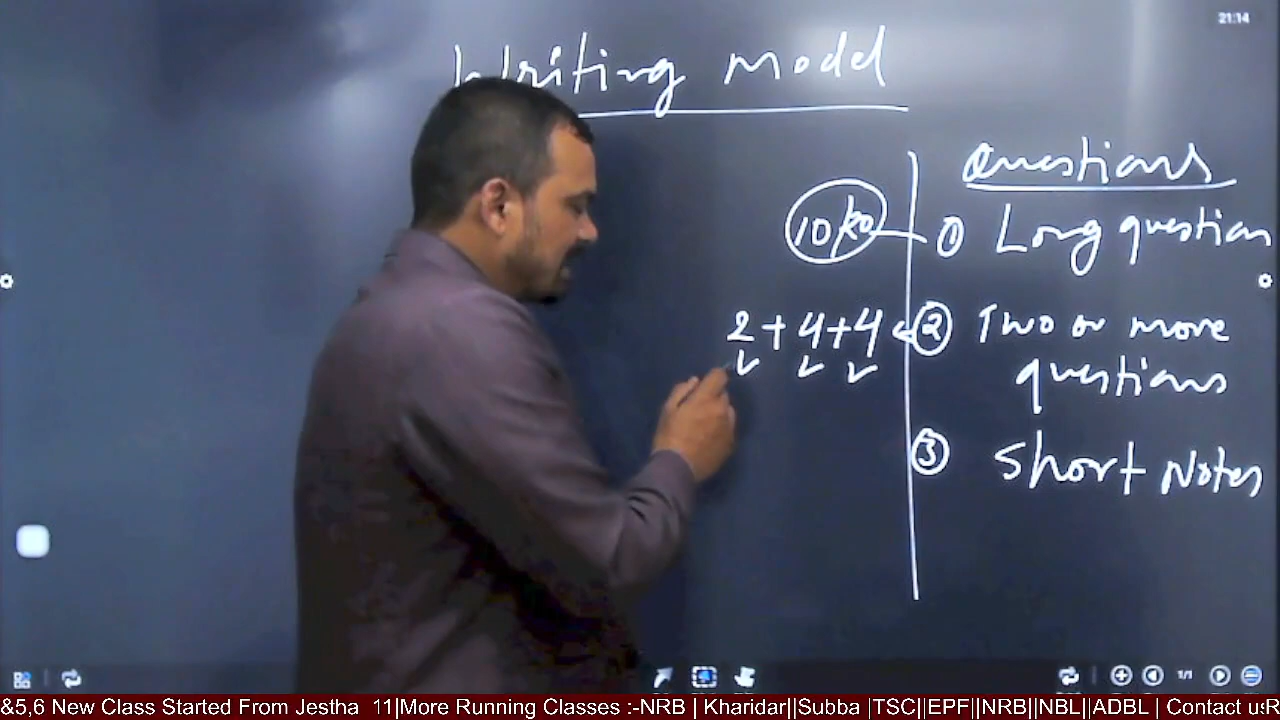 21:14
Writing Model
Questions
10
① Long question
2+4+4
② Two or more
questions
③ Short Notes
1/1
&5,6 New Class Started From Jestha 11|More Running Classes :-NRB | Kharidar||Subba |TSC||EPF||NRB||NBL||ADBL | Contact us